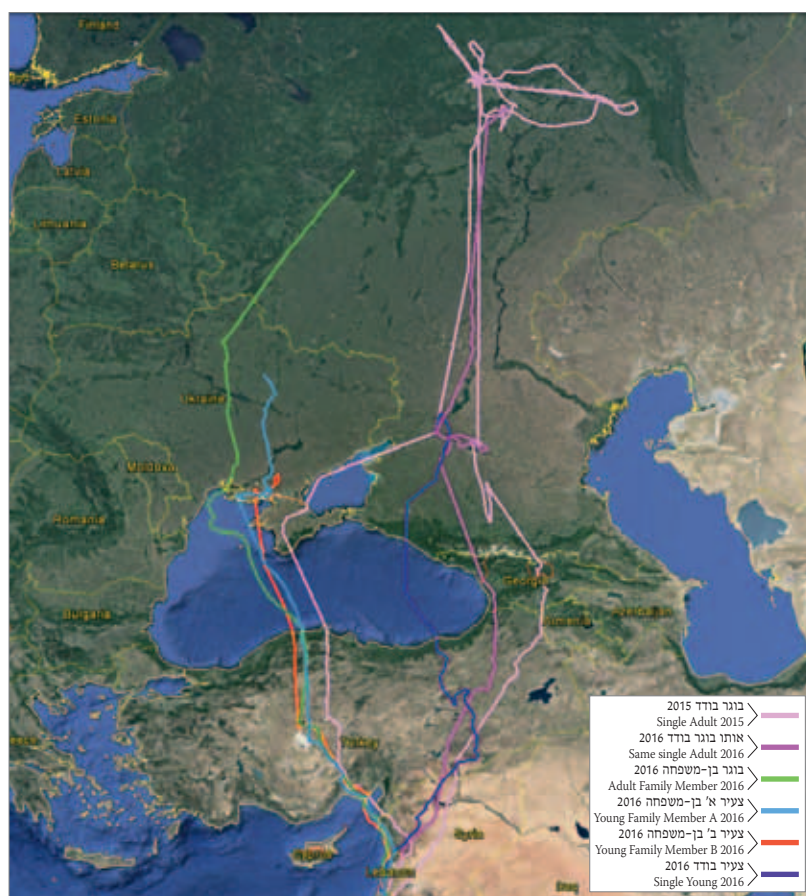 Finland
Estonia
Latvia
Lithuania
Belarus
Ukraine
Moldova
Romania
Bulgaria
Georgia
Armenia
Azerbaijan
Turkey
Cyprus
Syria
Lebanon
Iraq
בוגר בודד 2015
Single Adult 2015
אותו בוגר בודד 2016
Same single Adult 2016
בוגר בן-משפחה 2016
Adult Family Member 2016
צעיר א' בן-משפחה 2016
Young Family Member A 2016
צעיר ב' בן-משפחה 2016
Young Family Member B 2016
צעיר בודד 2016
Single Young 2016